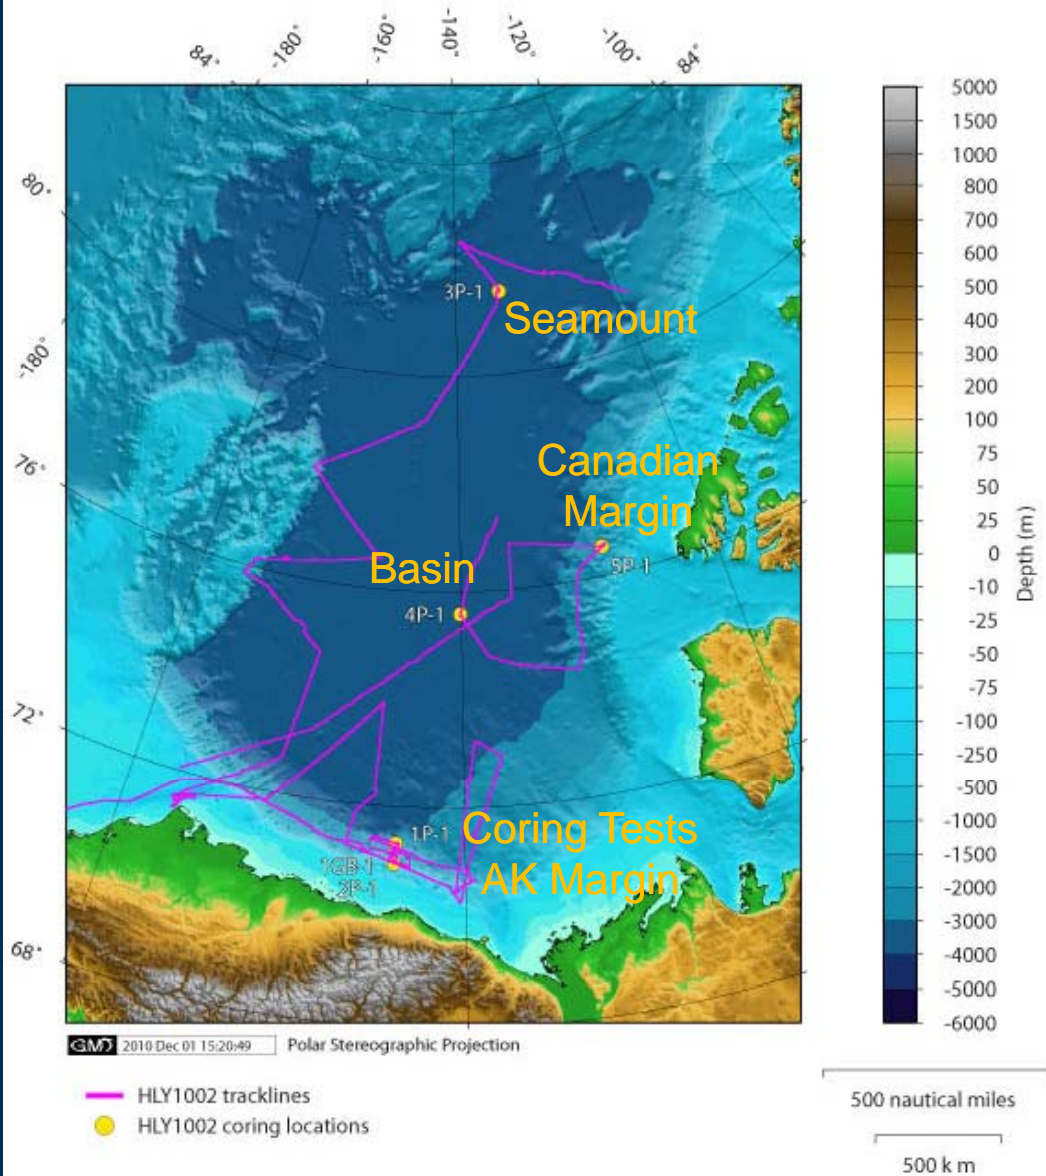 84°
-180°
-160°
-140°
-120°
-100°
84°
80°
-180°
76°
72°
68°
3P-1
Seamount
Canadian
Margin
5P-1
Basin
4P-1
1P-1
Coring Tests
1GB-1
AK Margin
2P-1
5000
1500
1000
800
700
600
500
400
300
200
100
75
50
25
0
-10
-25
-50
-75
-100
-250
-500
-1000
-1500
-2000
-3000
-4000
-5000
-6000
Depth (m)
GMT 2010 Dec 01 15:20:49 Polar Stereographic Projection
HLY1002 tracklines
HLY1002 coring locations
500 nautical miles
500 k m